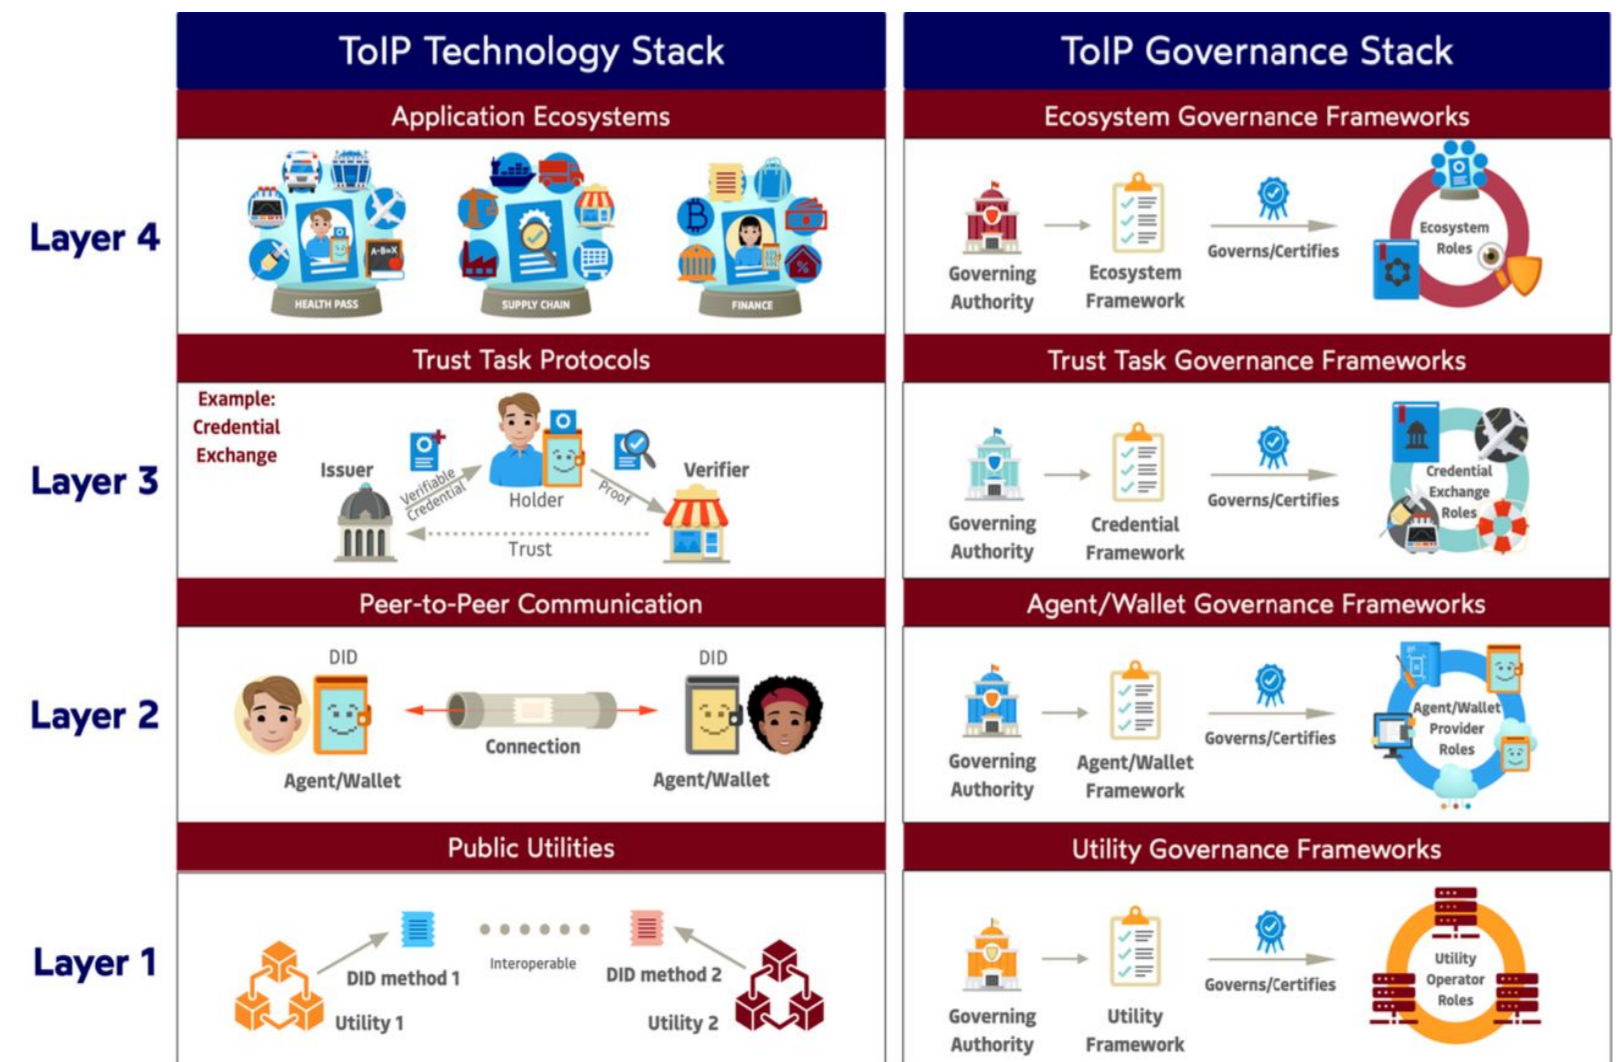 ToIP Technology Stack
ToIP Governance Stack
Application Ecosystems
Ecosystem Governance Frameworks
Layer 4
A-B=X
HEALTH PASS
SUPPLY CHAIN
FINANCE
%
Governing
Authority
Ecosystem
Framework
Governs/Certifies
Ecosystem
Roles
Trust Task Protocols
Trust Task Governance Frameworks
Layer 3
Example:
Credential
Exchange
Issuer
Verifiable
Credential
Holder
Proof
Verifier
Trust
Governing
Authority
Credential
Framework
Governs/Certifies
Credential
Exchange
Roles
Peer-to-Peer Communication
Agent/Wallet Governance Frameworks
Layer 2
DID
Agent/Wallet
Connection
DID
Agent/Wallet
Governing
Authority
Agent/Wallet
Framework
Governs/Certifies
Agent/Wallet
Provider
Roles
Public Utilities
Utility Governance Frameworks
Layer 1
DID method 1
Utility 1
Interoperable
DID method 2
Utility 2
Governing
Authority
Utility
Framework
Governs/Certifies
Utility
Operator
Roles